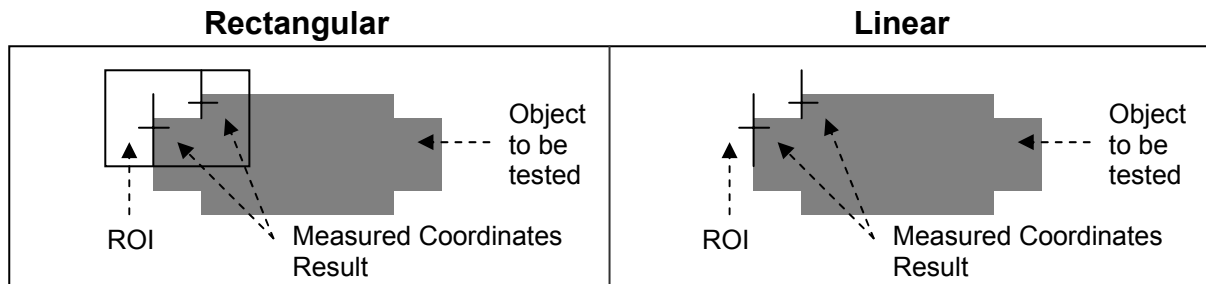 Rectangular
Linear
Object
to be
tested
ROI
Measured Coordinates
Result
Object
to be
tested
ROI
Measured Coordinates
Result